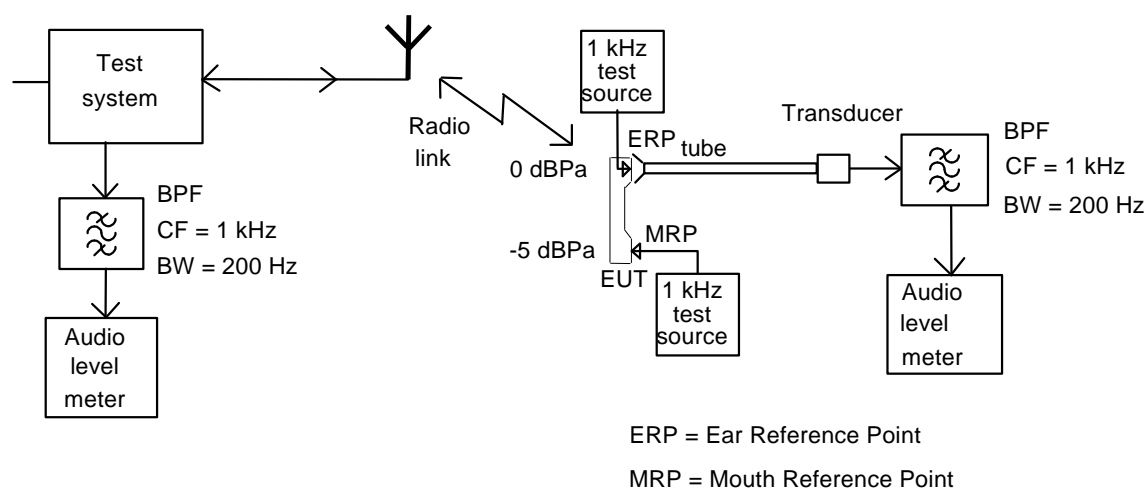 Test
system
BPF
CF = 1 kHz
BW = 200 Hz
Audio
level
meter
Radio
link
1 kHz
test
source
0 dBPa
ERP
tube
Transducer
BPF
CF = 1 kHz
BW = 200 Hz
-5 dBPa
MRP
EUT
1 kHz
test
source
Audio
level
meter
ERP = Ear Reference Point
MRP = Mouth Reference Point